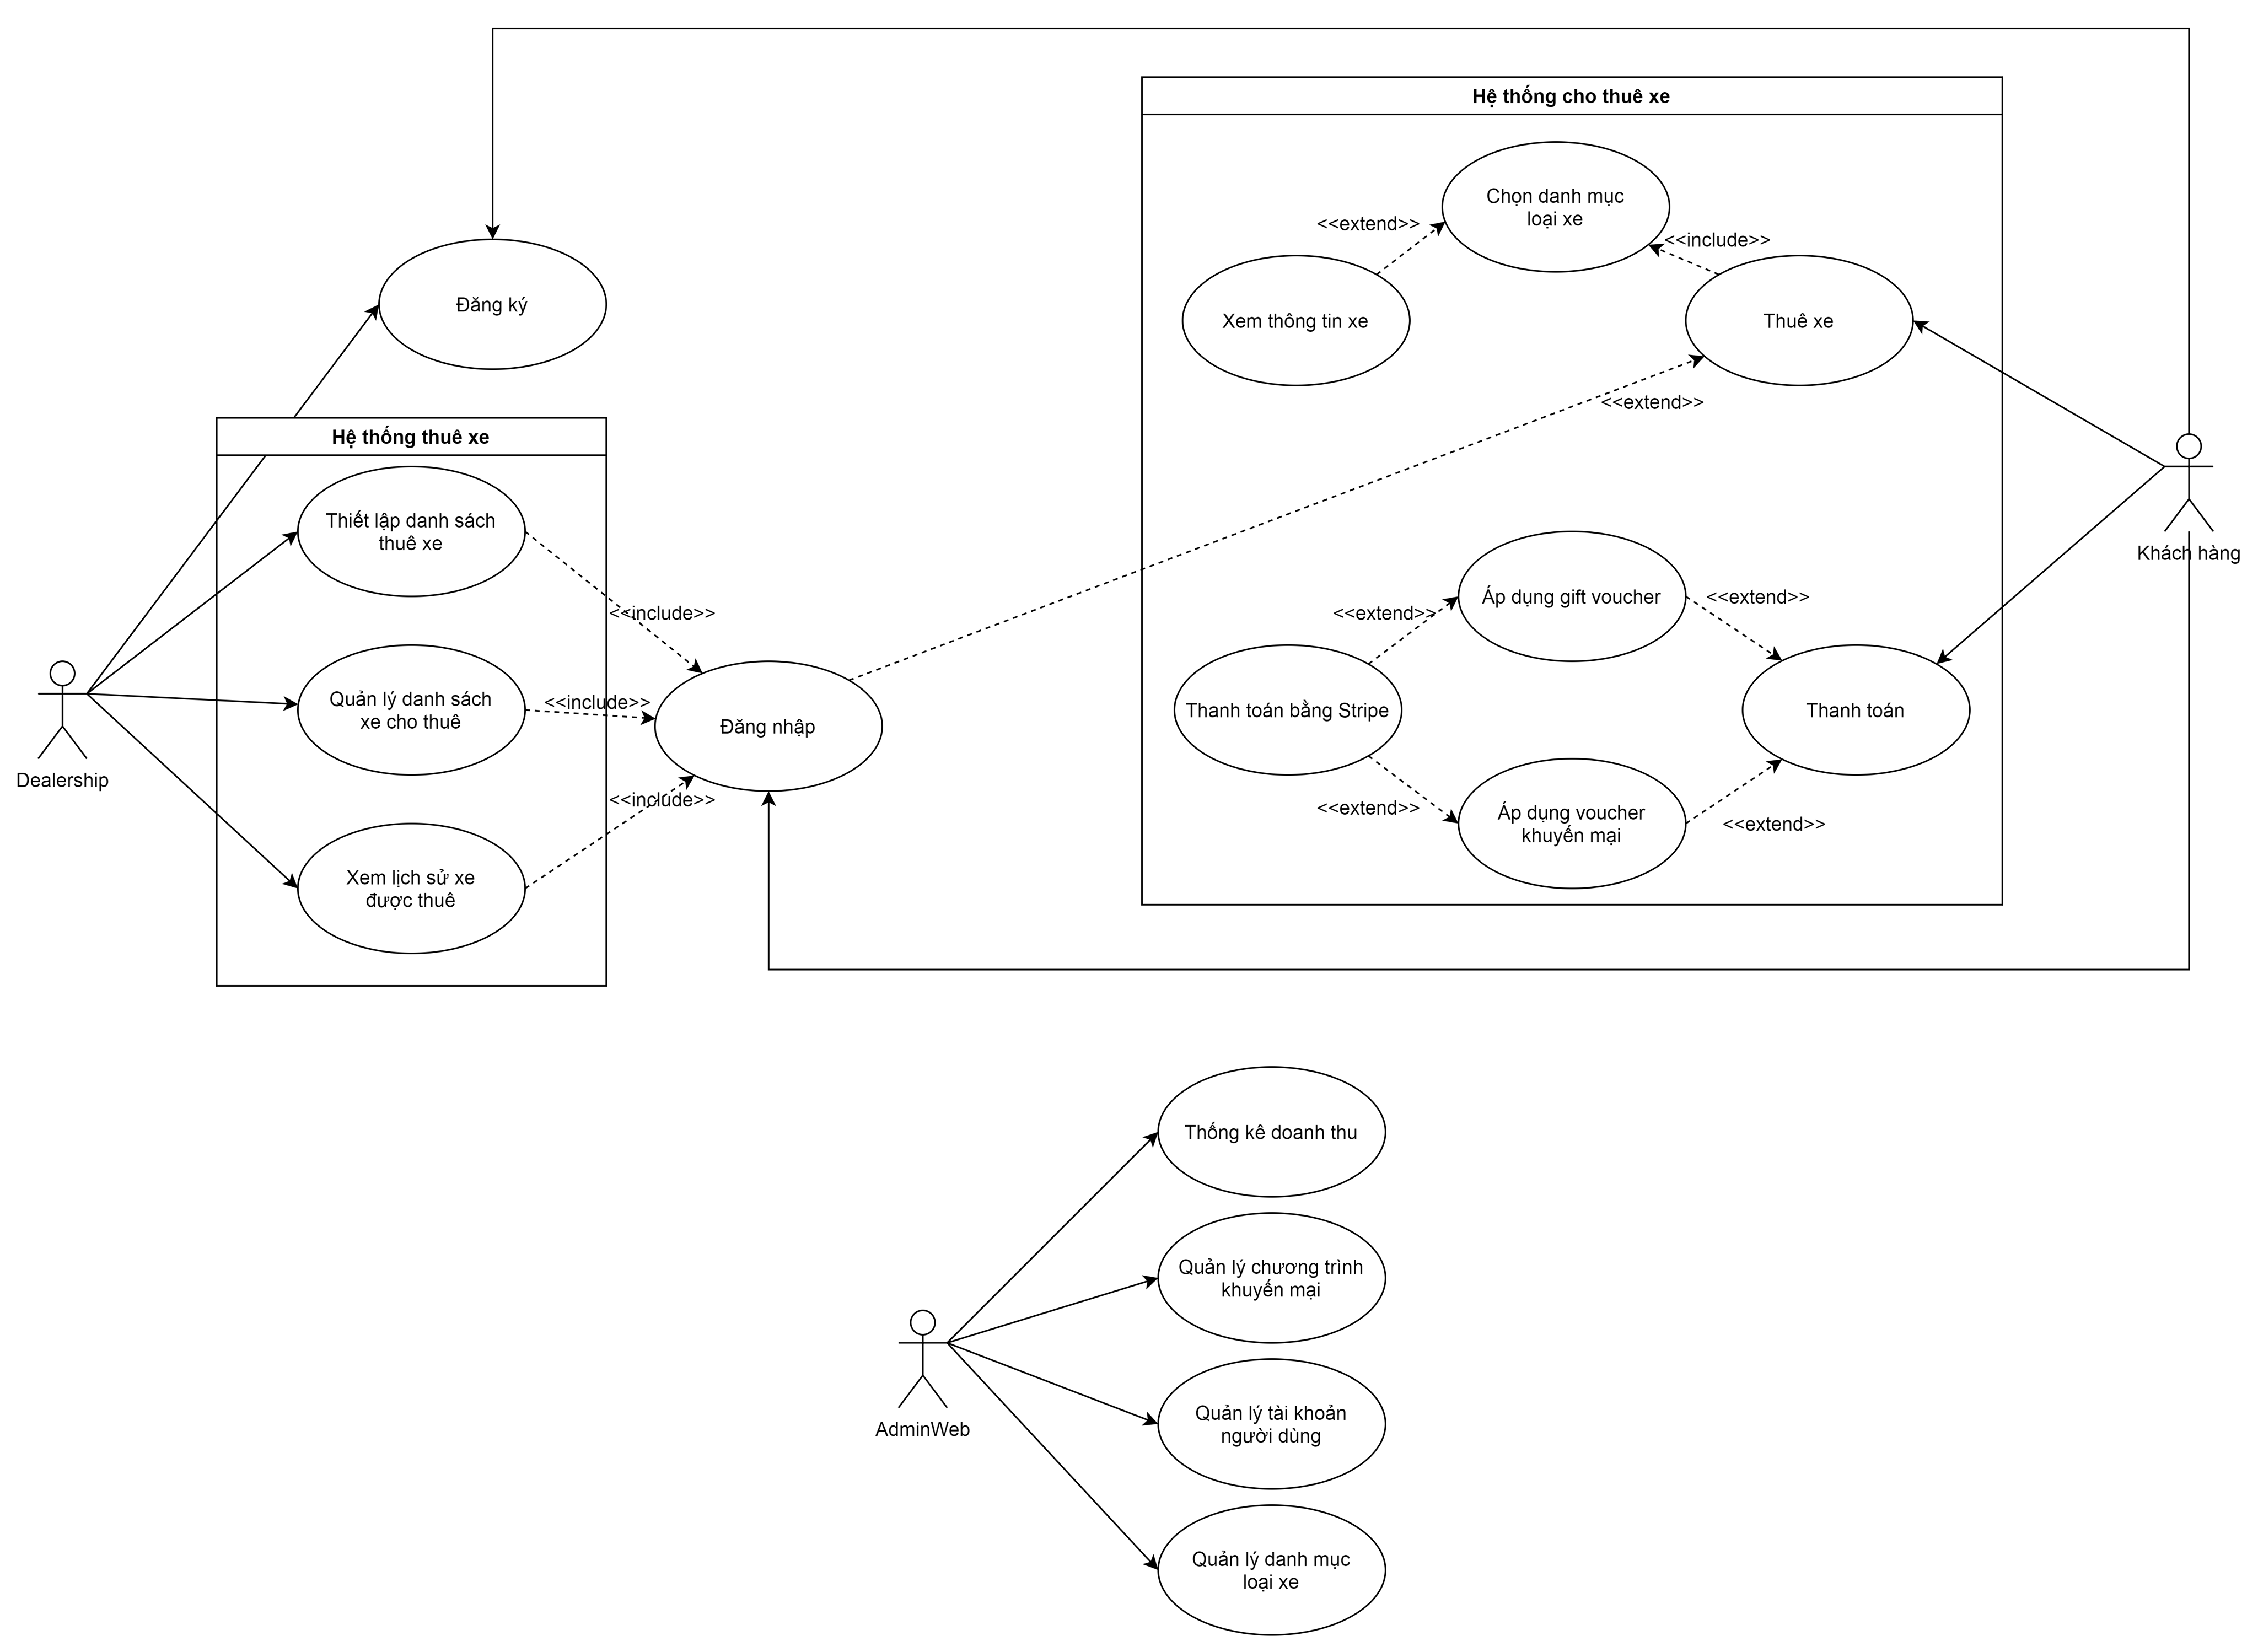 Hệ thống cho thuê xe
Chọn danh mục
loại xe
<<extend>>
<<include>>
Đăng ký
Xem thông tin xe
Thuê xe
<<extend>>
Hệ thống thuê xe
Thiết lập danh sách
thuê xe
Khách hàng
<<include>>
<<extend>>
Áp dụng gift voucher
<<extend>>
Quản lý danh sách
xe cho thuê
<<include>>
Đăng nhập
Thanh toán bằng Stripe
Thanh toán
Dealership
<<include>>
<<extend>>
Áp dụng voucher
khuyến mại
<<extend>>
Xem lịch sử xe
được thuê
Thống kê doanh thu
Quản lý chương trình
khuyến mại
AdminWeb
Quản lý tài khoản
người dùng
Quản lý danh mục
loại xe